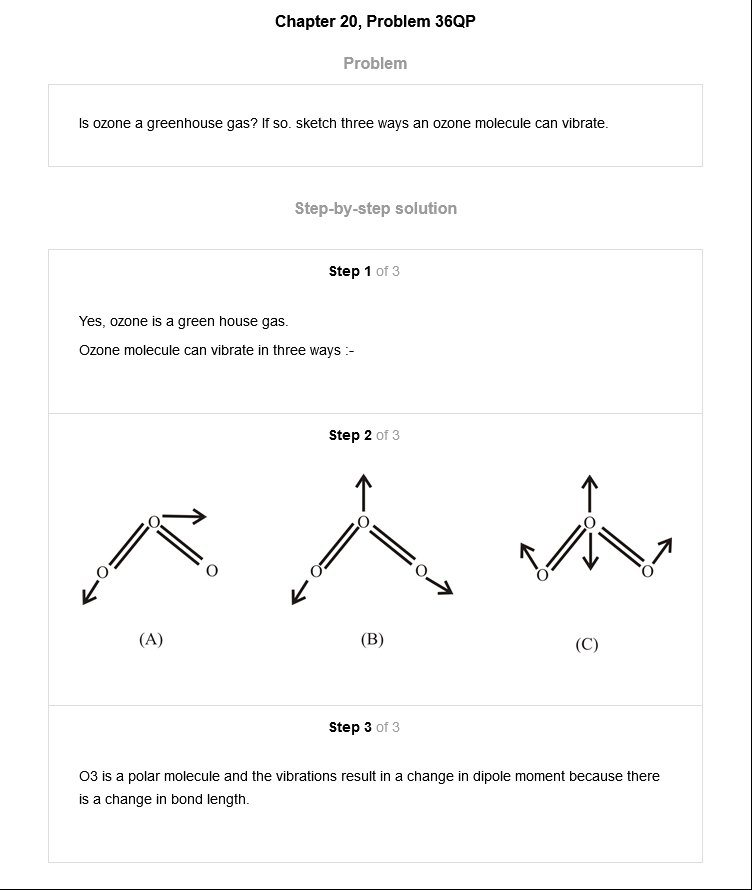 Chapter 20, Problem 36QP
Problem
Is ozone a greenhouse gas? If so. sketch three ways an ozone molecule can vibrate.
Step-by-step solution
Step 1 of 3
Yes, ozone is a green house gas.
Ozone molecule can vibrate in three ways :-
Step 2 of 3
O O O
O O O
O O O
(A) (B) (C)
Step 3 of 3
O3 is a polar molecule and the vibrations result in a change in dipole moment because there
is a change in bond length.